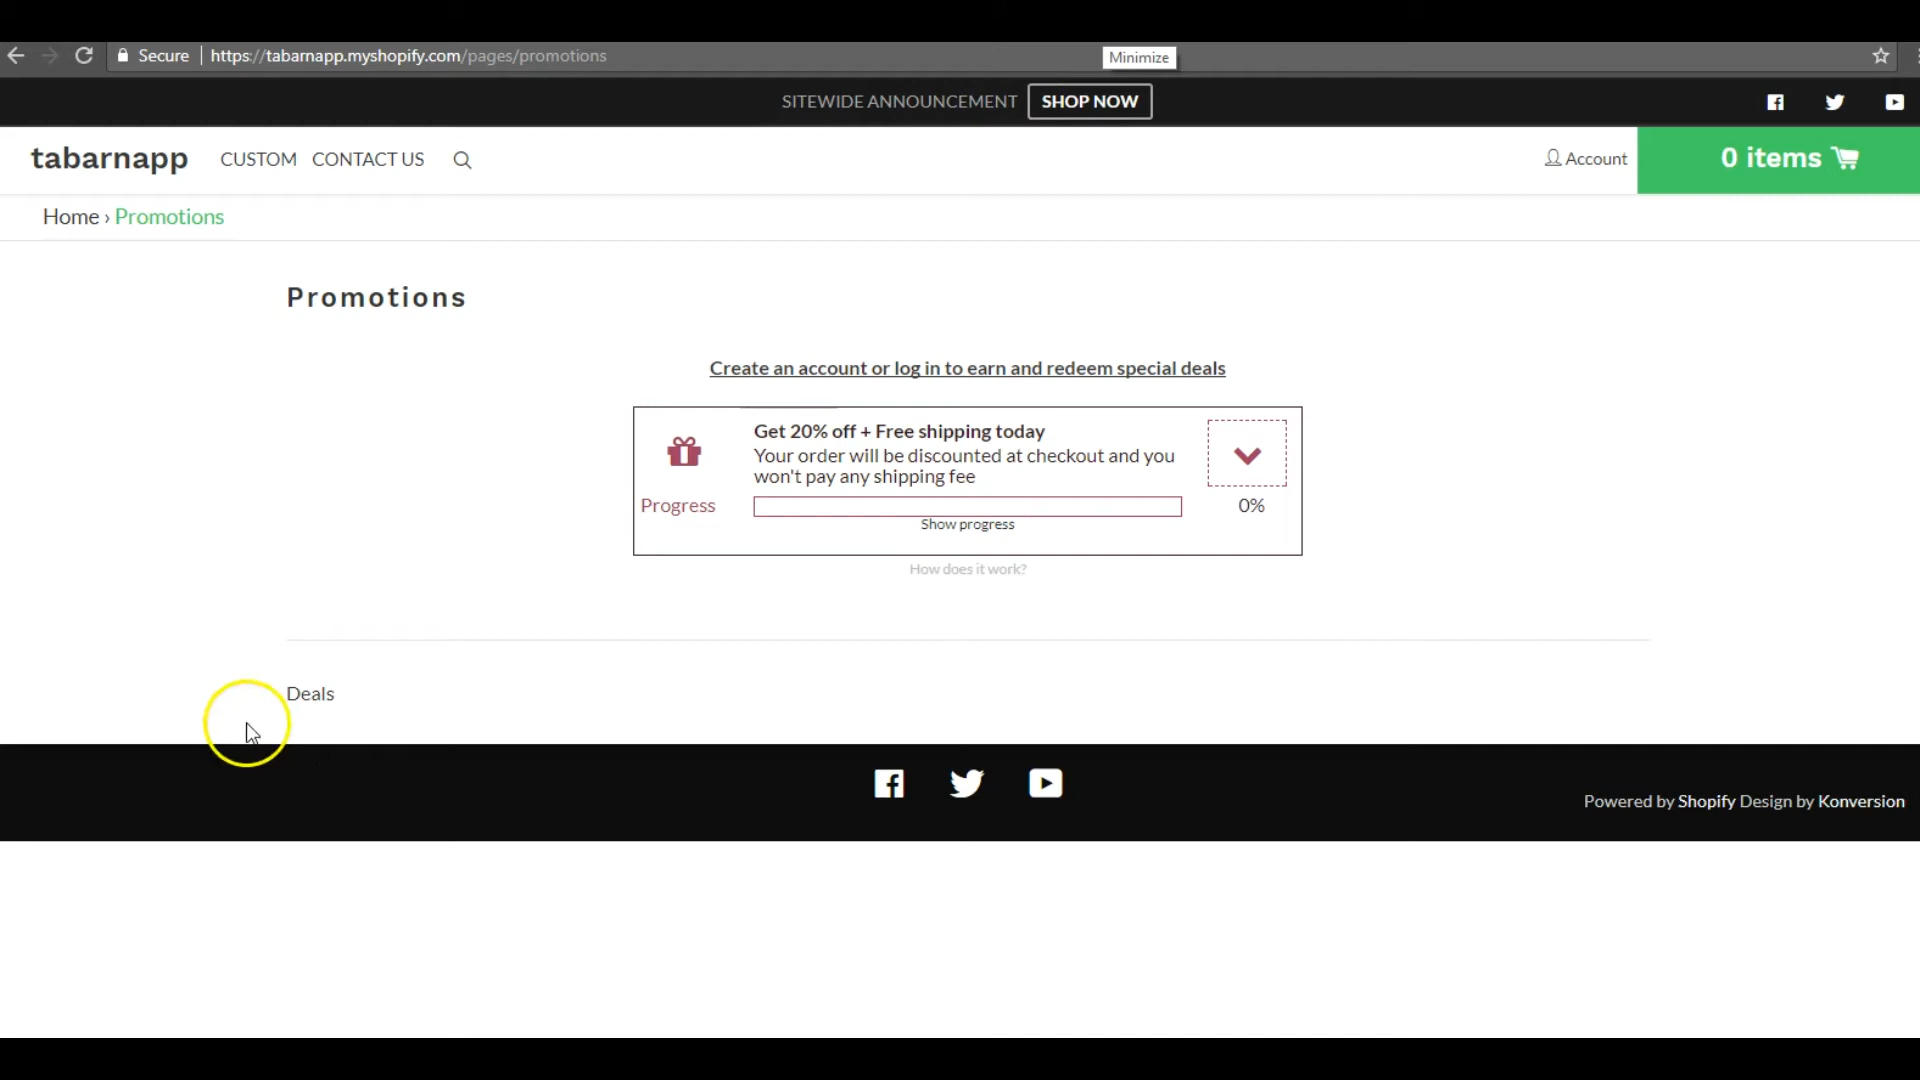 Secure | https://tabarnapp.myshopify.com/pages/promotions
Minimize
SITEWIDE ANNOUNCEMENT SHOP NOW
tabarnapp CUSTOM CONTACT US Account 0 items
Home › Promotions
Promotions
Create an account or log in to earn and redeem special deals
Get 20% off + Free shipping today
Your order will be discounted at checkout and you
won't pay any shipping fee
Progress 0%
Show progress
How does it work?
Deals
Powered by Shopify Design by Konversion